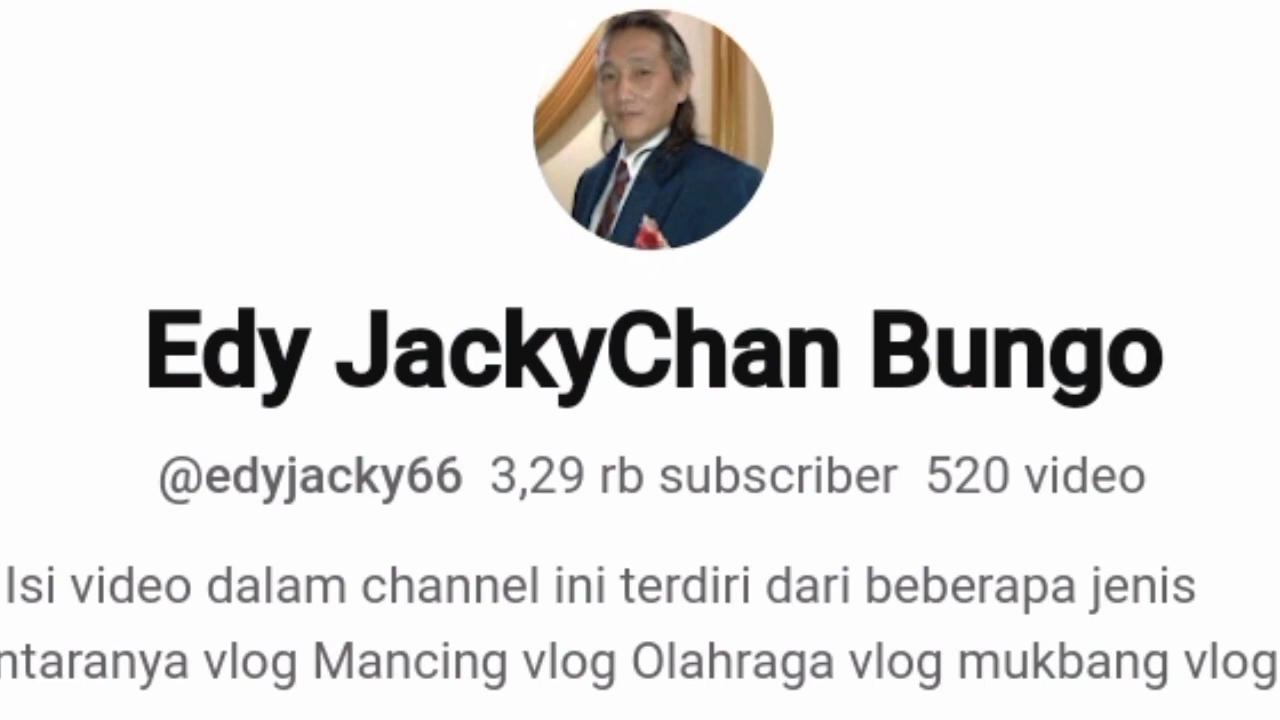 Edy JackyChan Bungo
@edyjacky66 3,29 rb subscriber 520 video
Isi video dalam channel ini terdiri dari beberapa jenis
ntaranya vlog Mancing vlog Olahraga vlog mukbang vlog